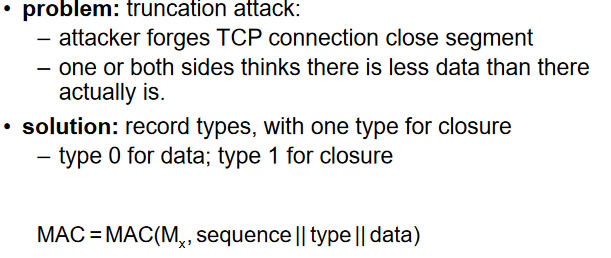 • problem: truncation attack:
– attacker forges TCP connection close segment
– one or both sides thinks there is less data than there
actually is.
• solution: record types, with one type for closure
– type 0 for data; type 1 for closure
MAC = MAC(Mx, sequence || type || data)